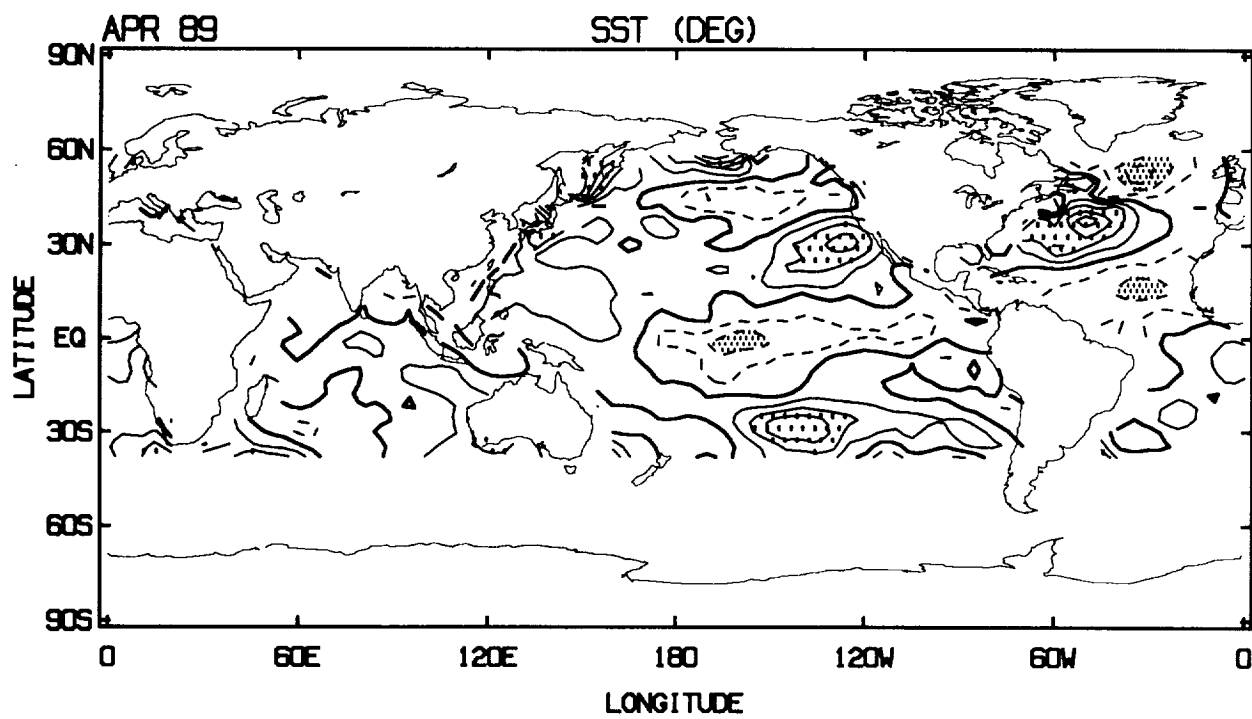 APR 89 SST (DEG)
90N
60N
30N
EQ
30S
60S
90S
LATITUDE
0 60E 120E 180 120W 60W 0
LONGITUDE